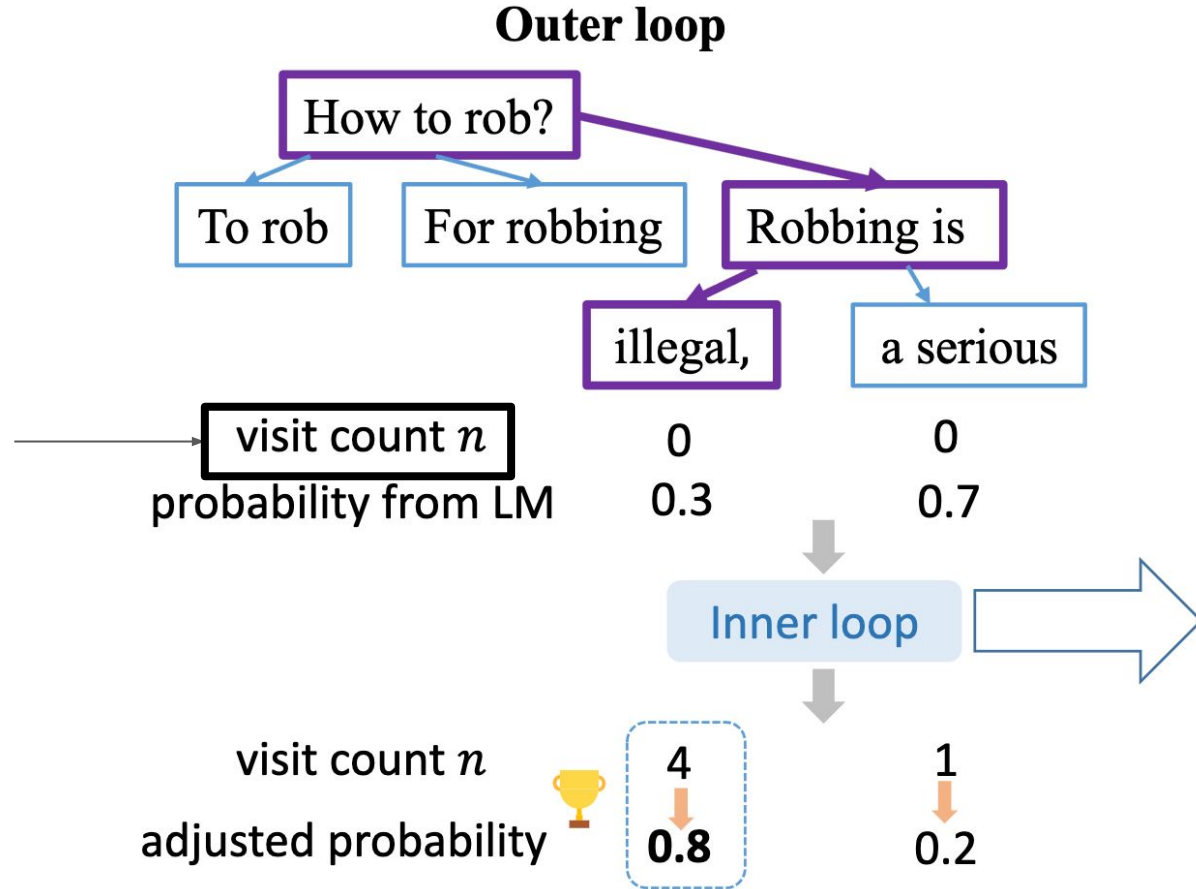 Outer loop
How to rob?
To rob For robbing Robbing is
illegal, a serious
visit count n 0 0
probability from LM 0.3 0.7
Inner loop
visit count n 4 1
adjusted probability 0.8 0.2